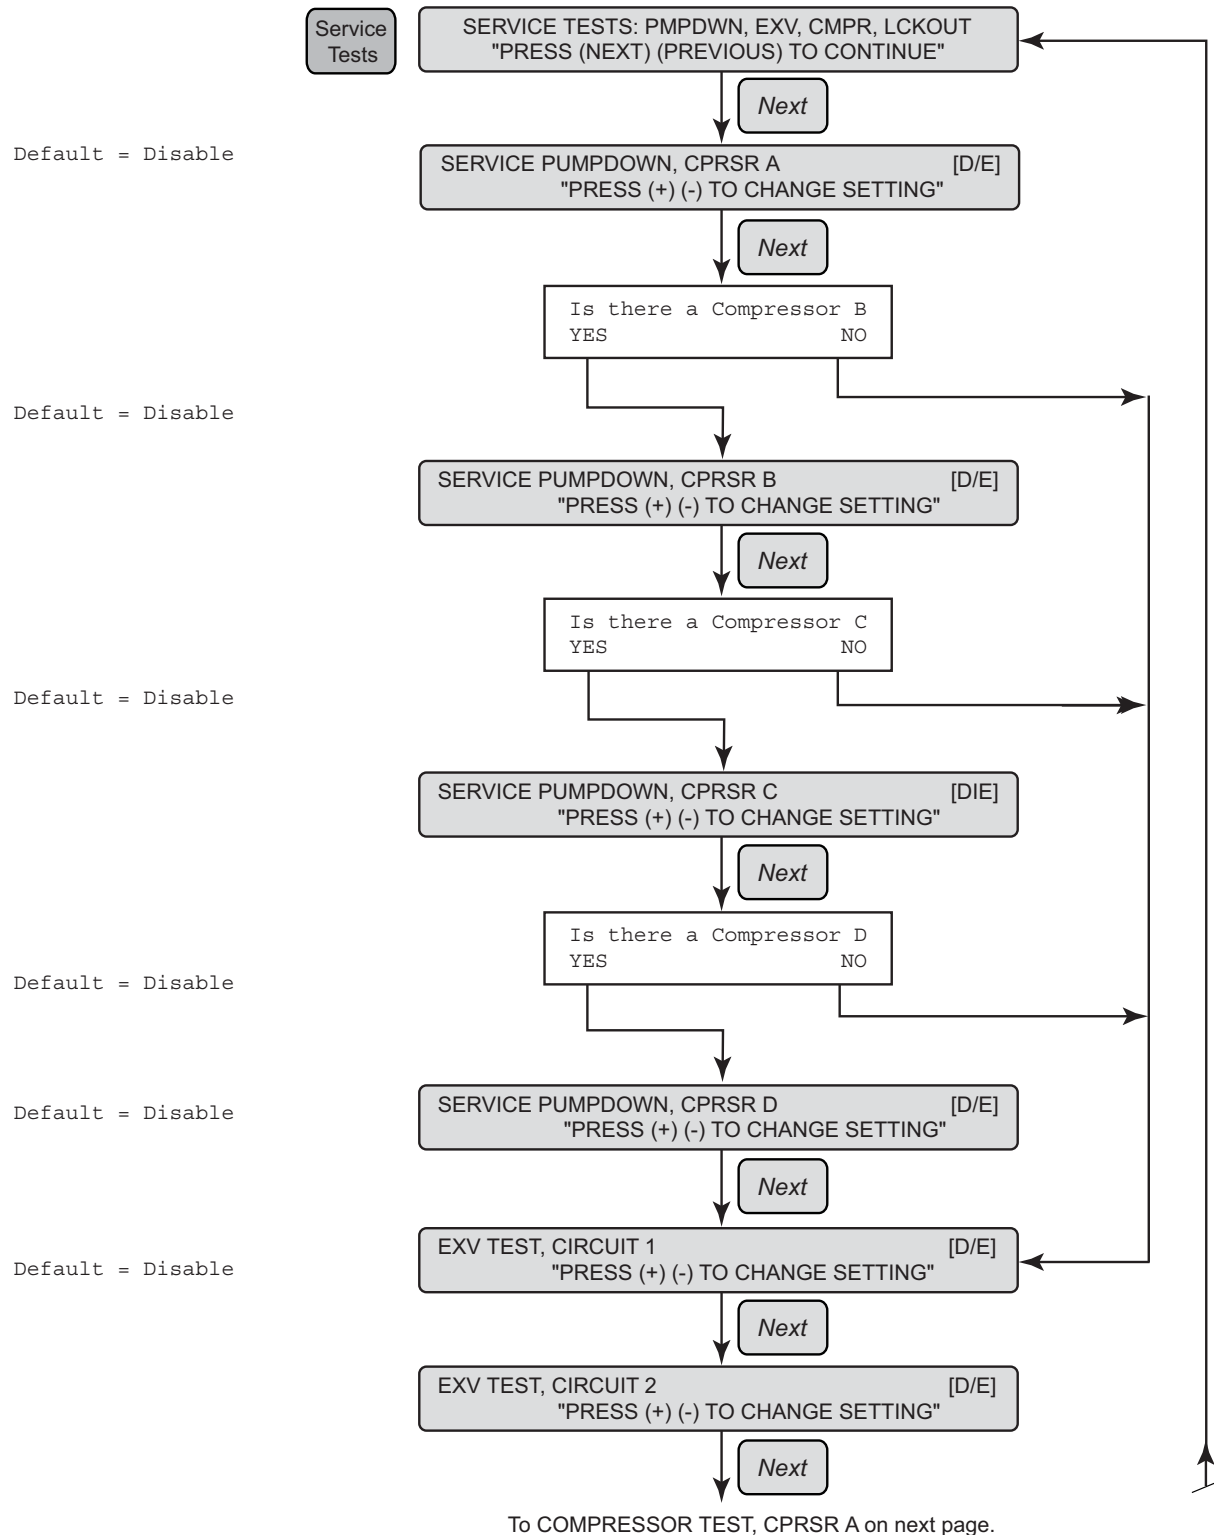 Service
Tests
SERVICE TESTS: PMPDWN, EXV, CMPR, LCKOUT
"PRESS (NEXT) (PREVIOUS) TO CONTINUE"
Next
Default = Disable
SERVICE PUMPDOWN, CPRSR A [D/E]
"PRESS (+) (-) TO CHANGE SETTING"
Next
Is there a Compressor B
YES NO
Default = Disable
SERVICE PUMPDOWN, CPRSR B [D/E]
"PRESS (+) (-) TO CHANGE SETTING"
Next
Is there a Compressor C
YES NO
Default = Disable
SERVICE PUMPDOWN, CPRSR C [DIE]
"PRESS (+) (-) TO CHANGE SETTING"
Next
Is there a Compressor D
YES NO
Default = Disable
SERVICE PUMPDOWN, CPRSR D [D/E]
Default = Disable
"PRESS (+) (-) TO CHANGE SETTING"
Next
EXV TEST, CIRCUIT 1 [D/E]
Default = Disable
"PRESS (+) (-) TO CHANGE SETTING"
Next
EXV TEST, CIRCUIT 2 [D/E]
"PRESS (+) (-) TO CHANGE SETTING"
Next
To COMPRESSOR TEST, CPRSR A on next page.